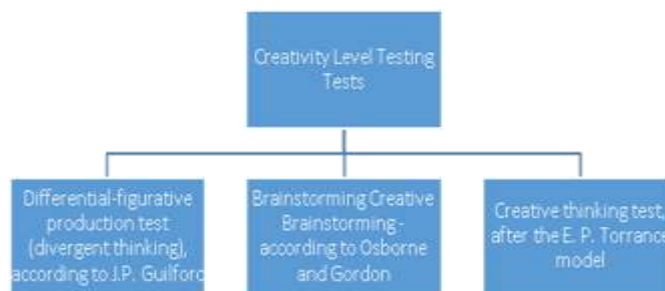 Creativity Level Testing
Tests
Differential-figurative
production test
(divergent thinking),
according to J.P. Guilford
Brainstorming Creative
Brainstorming -
according to Osborne
and Gordon
Creative thinking test,
after the E. P. Torrance
model